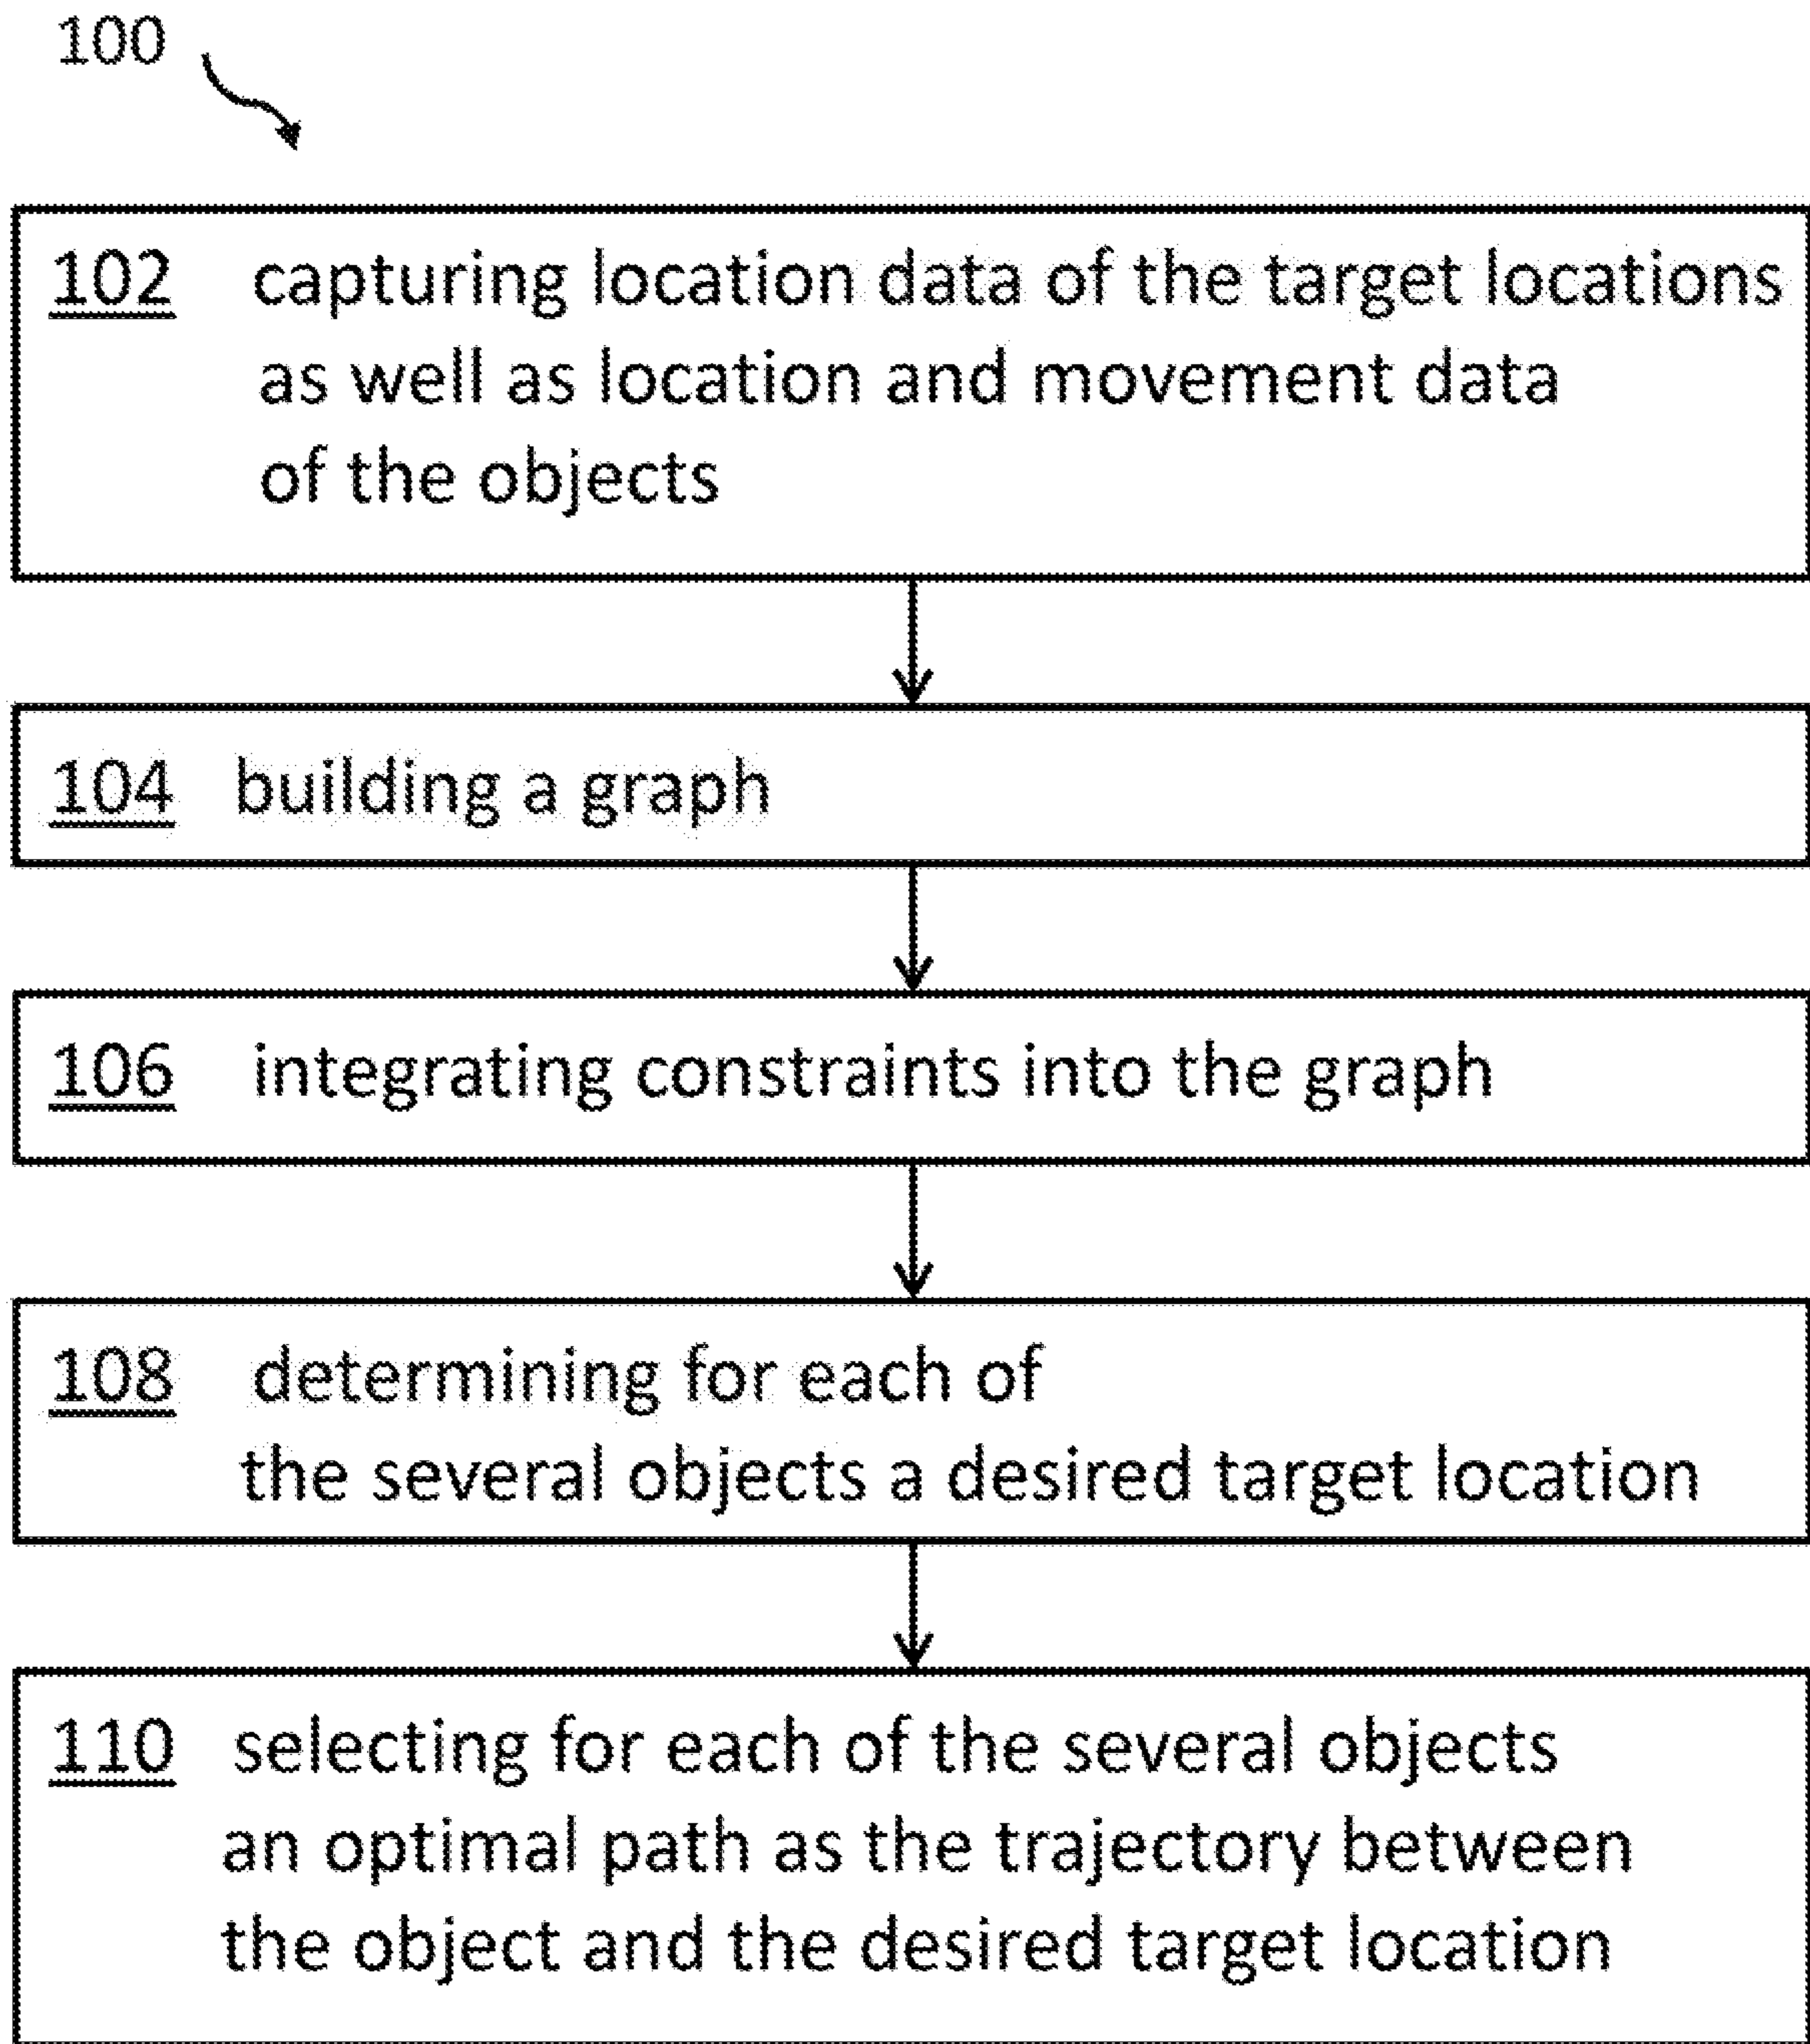 100
102 capturing location data of the target locations
as well as location and movement data
of the objects
104 building a graph
106 integrating constraints into the graph
108 determining for each of
the several objects a desired target location
110 selecting for each of the several objects
an optimal path as the trajectory between
the object and the desired target location